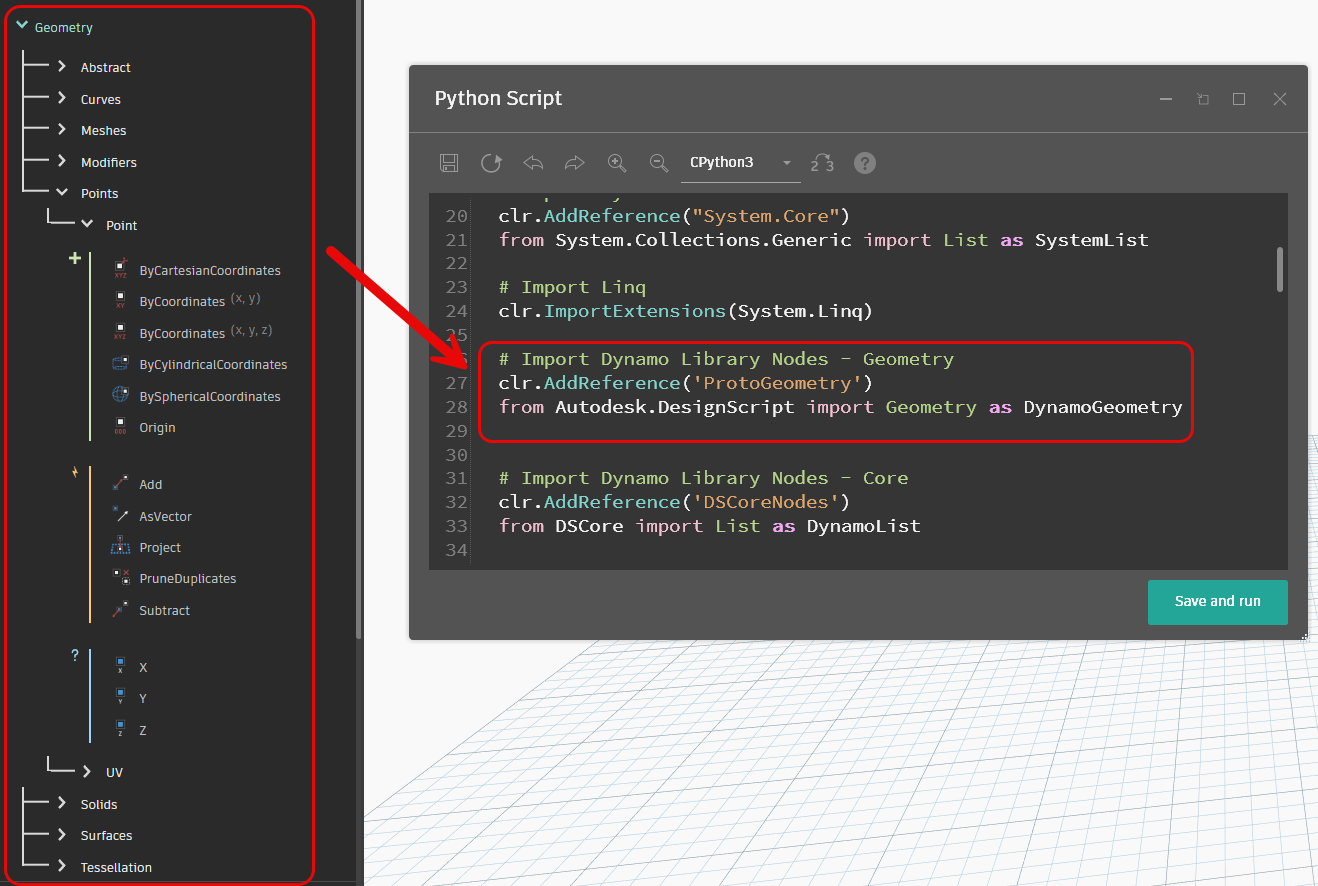 Geometry
Abstract
Curves
Meshes
Modifiers
Points
Point
ByCartesianCoordinates
ByCoordinates (x, y)
ByCoordinates (x, y, z)
ByCylindricalCoordinates
BySphericalCoordinates
Origin
Add
AsVector
Project
PruneDuplicates
Subtract
?
X
Y
Z
UV
Solids
Surfaces
Tessellation
Python Script
CPython3
2 3
?
20 clr.AddReference("System.Core")
21 from System.Collections.Generic import List as SystemList
22
23 # Import Linq
24 clr.ImportExtensions(System.Linq)
25
# Import Dynamo Library Nodes - Geometry
27 clr.AddReference('ProtoGeometry')
28 from Autodesk.DesignScript import Geometry as DynamoGeometry
29
30
31 # Import Dynamo Library Nodes - Core
32 clr.AddReference('DSCoreNodes')
33 from DSCore import List as DynamoList
34
Save and run